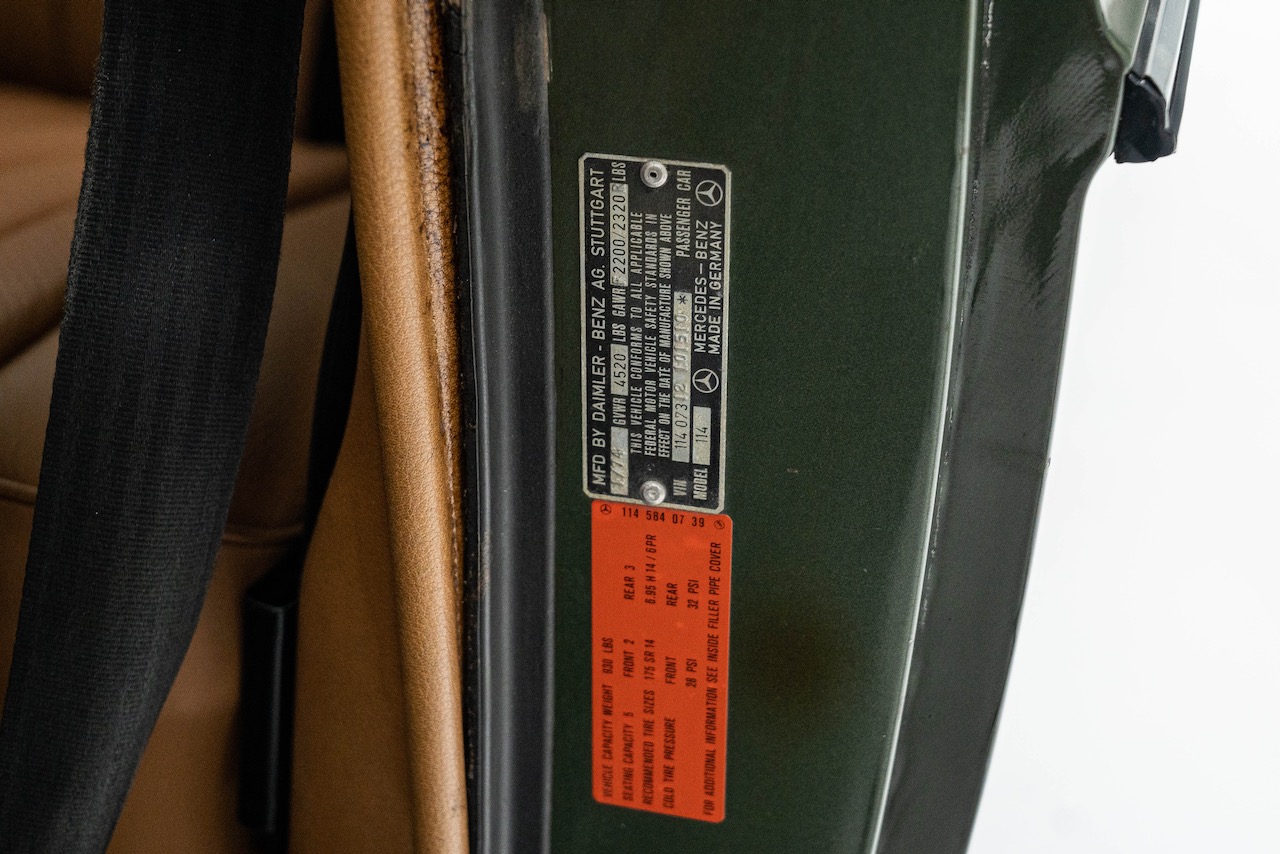 MFD BY DAIMLER - BENZ AG. STUTTGART
GVWR 4520 LBS GAWR F2200/2320R LBS
THIS VEHICLE CONFORMS TO ALL APPLICABLE
FEDERAL MOTOR VEHICLE SAFETY STANDARDS IN
EFFECT ON THE DATE OF MANUFACTURE SHOWN ABOVE
VIN 114 07312 101510 * PASSENGER CAR
MODEL 114 MERCEDES-BENZ
MADE IN GERMANY
114 584 07 39
VEHICLE CAPACITY WEIGHT 930 LBS
SEATING CAPACITY 5 FRONT 2 REAR 3
RECOMMENDED TIRE SIZES 175 SR 14 6.95 H 14 / 6PR
COLD TIRE PRESSURE FRONT REAR
28 PSI 32 PSI
FOR ADDITIONAL INFORMATION SEE INSIDE FILLER PIPE COVER